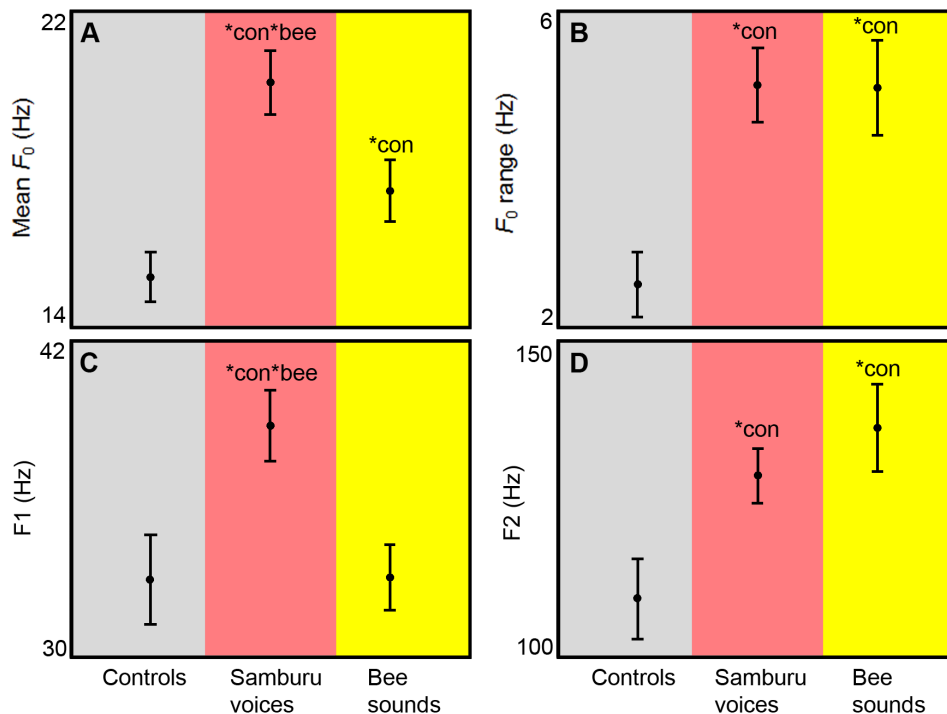 A
22
*con*bee
*con
Mean F0 (Hz)
14
B
6
*con
*con
F0 range (Hz)
2
C
42
*con*bee
F1 (Hz)
30
D
150
*con
*con
F2 (Hz)
100
Controls
Samburu
voices
Bee
sounds
Controls
Samburu
voices
Bee
sounds